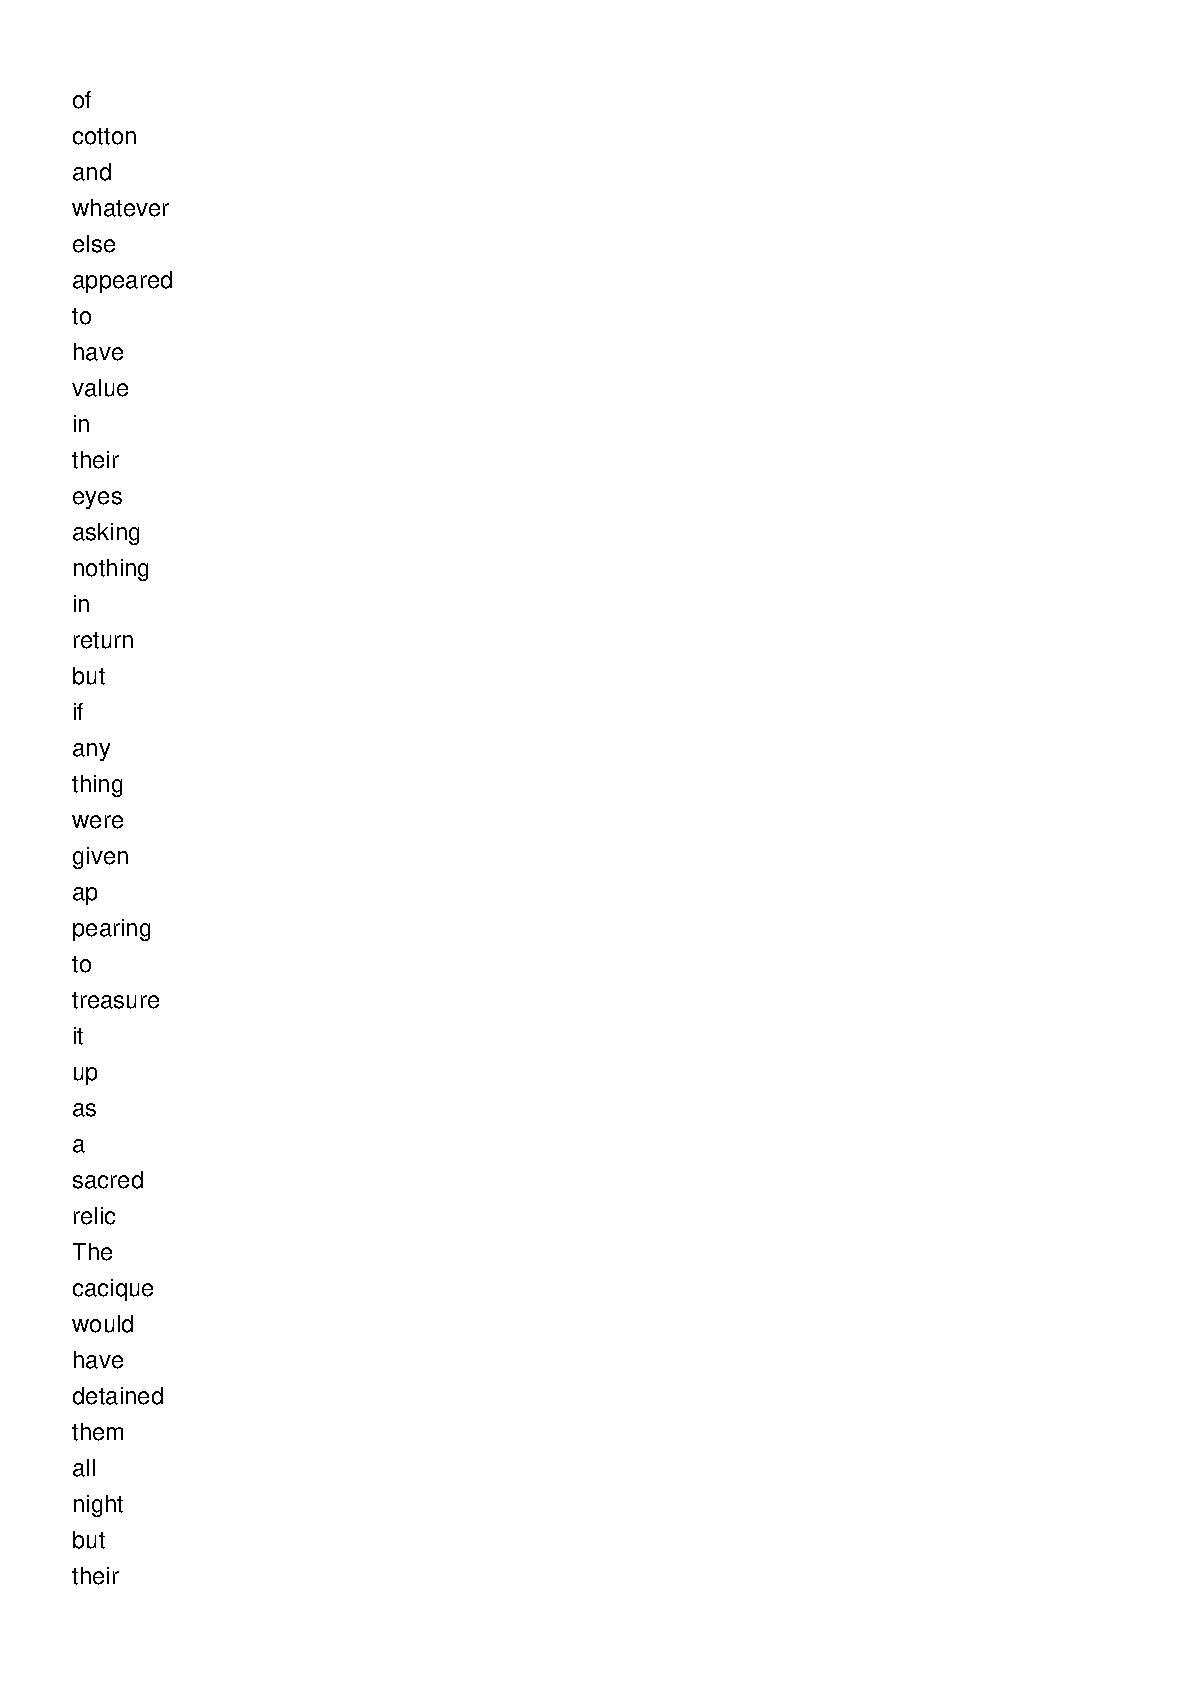 of
cotton
and
whatever
else
appeared
to
have
value
in
their
eyes
asking
nothing
in
return
but
if
any
thing
were
given
ap
pearing
to
treasure
it
up
as
a
sacred
relic
The
cacique
would
have
detained
them
all
night
but
their